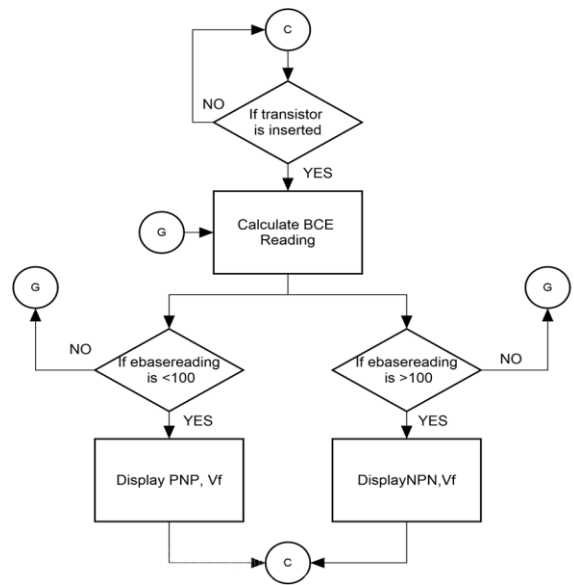 C
NO
If transistor
is inserted
YES
Calculate BCE
Reading
G
G
G
NO
If ebasereading
is <100
If ebasereading
is >100
NO
YES
YES
Display PNP, Vf
DisplayNPN,Vf
C